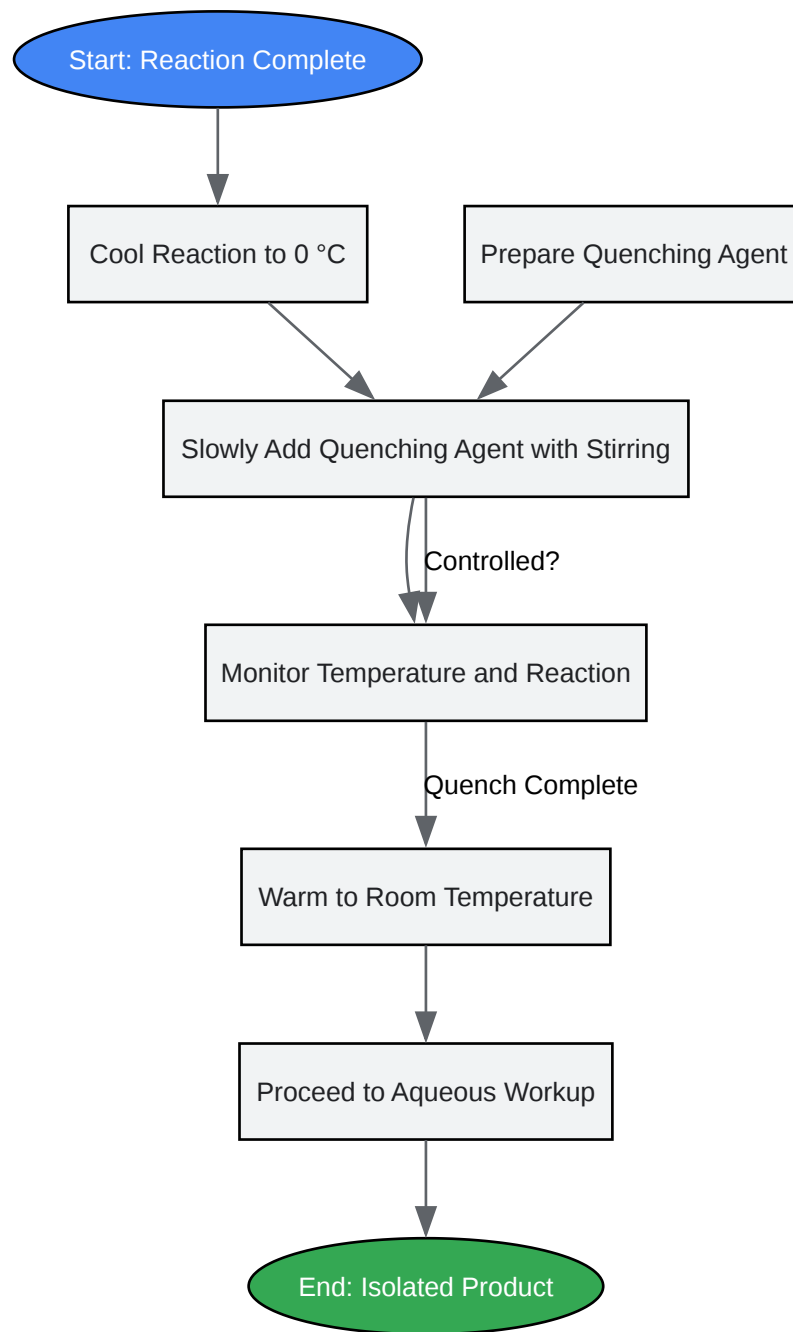 Start: Reaction Complete
Cool Reaction to 0 °C
Prepare Quenching Agent
Slowly Add Quenching Agent with Stirring
Controlled?
Monitor Temperature and Reaction
Quench Complete
Warm to Room Temperature
Proceed to Aqueous Workup
End: Isolated Product